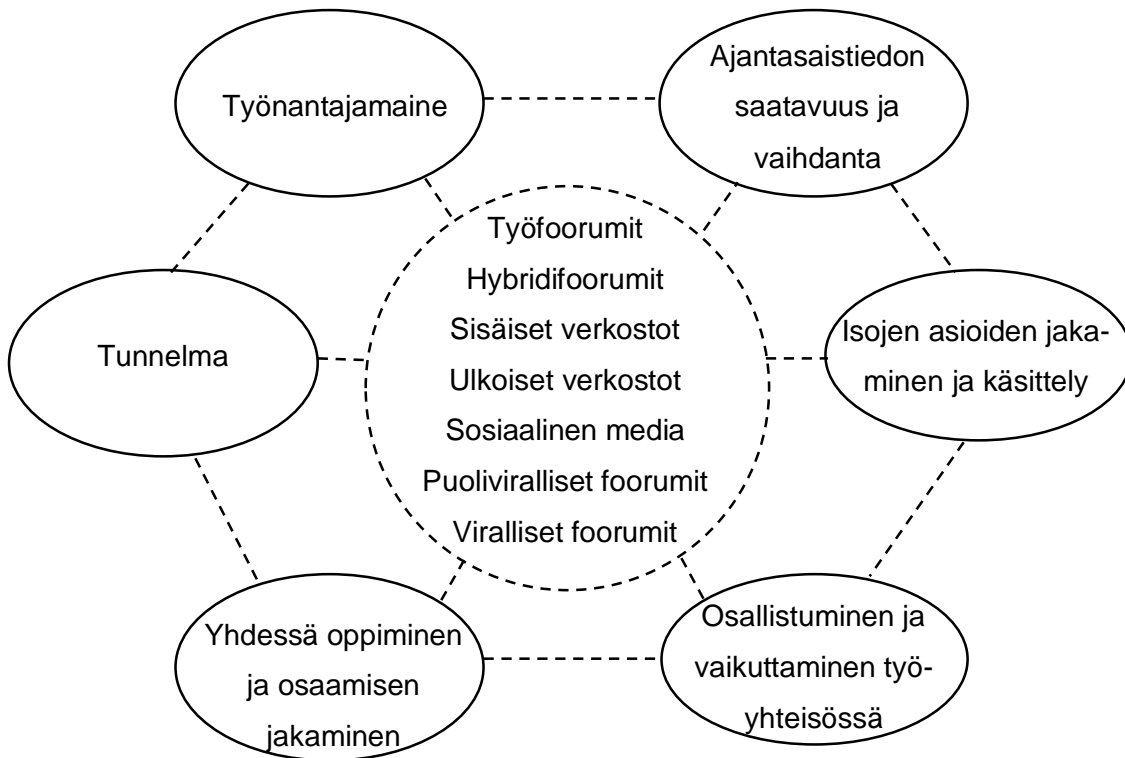 Työnantajamaine
Ajantasaistiedon
saatavuus ja
vaihdanta
Työfoorumit
Hybridifoorumit
Sisäiset verkostot
Ulkoiset verkostot
Sosiaalinen media
Puoliviralliset foorumit
Viralliset foorumit
Tunnelma
Isojen asioiden jaka-
minen ja käsittely
Yhdessä oppiminen
ja osaamisen
jakaminen
Osallistuminen ja
vaikuttaminen työ-
yhteisössä